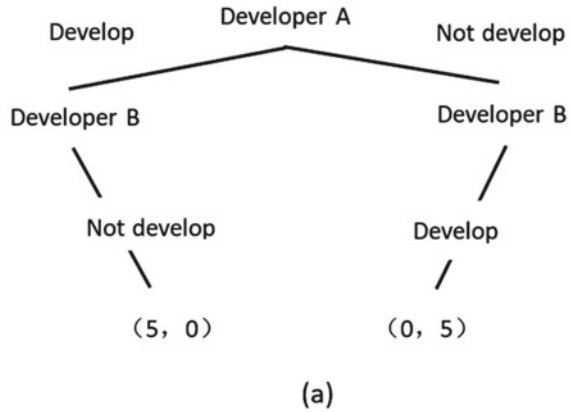 Developer A
Develop
Not develop
Developer B
Developer B
Not develop
Develop
（5，0）
（0，5）
(a)